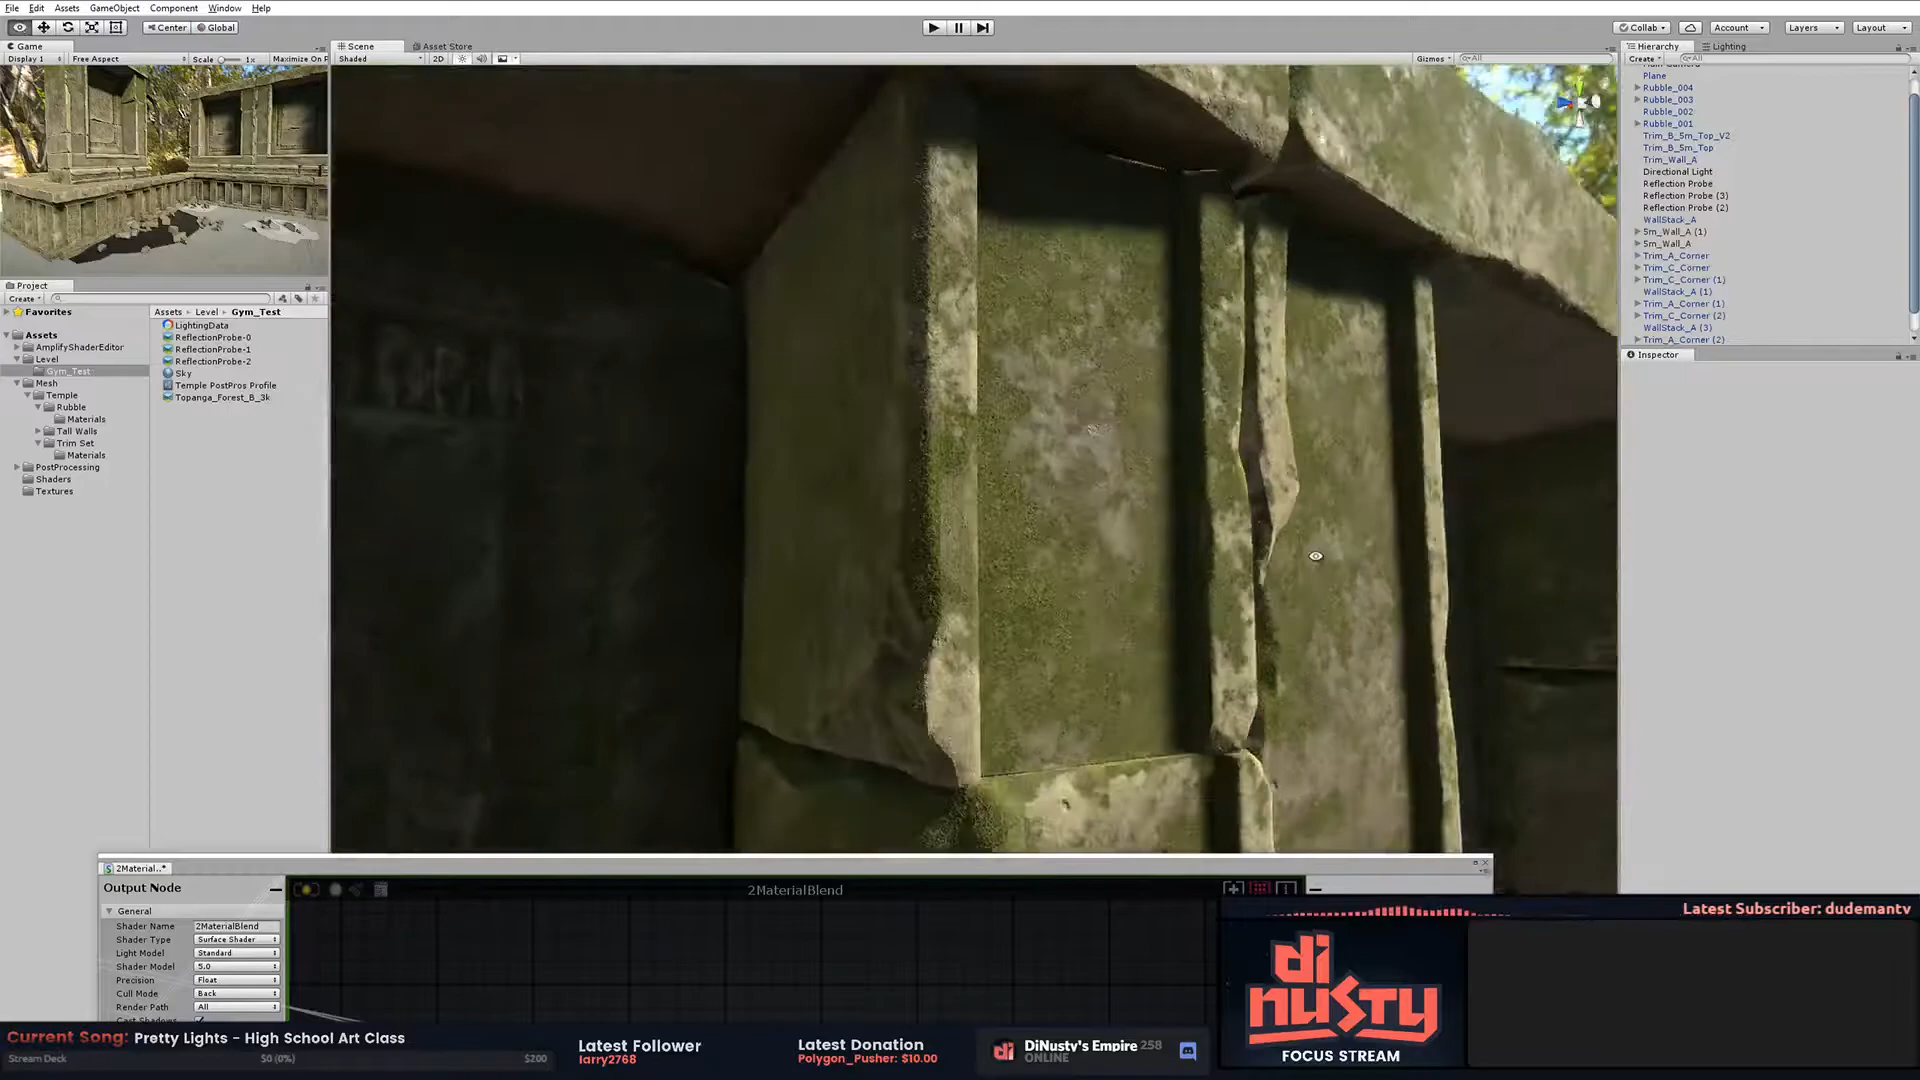 File Edit Assets GameObject Component Window Help
Center Global
Collab Account Layers Layout
Game
Display 1 Free Aspect Scale 1x Maximize On P
Scene Asset Store
Shaded 2D Gizmos All
Hierarchy Lighting
Create All
Plane
Rubble_004
Rubble_003
Rubble_002
Rubble_001
Trim_B_5m_Top_V2
Trim_B_5m_Top
Trim_Wall_A
Directional Light
Reflection Probe
Reflection Probe (3)
Reflection Probe (2)
WallStack_A
5m_Wall_A (1)
5m_Wall_A
Trim_A_Corner
Trim_C_Corner
Trim_C_Corner (1)
WallStack_A (1)
Trim_A_Corner (1)
Trim_C_Corner (2)
WallStack_A (3)
Trim_A_Corner (2)
Inspector
Project
Create
Favorites
Assets
AmplifyShaderEditor
Level
Gym_Test
Mesh
Temple
Rubble
Materials
Tall Walls
Trim Set
Materials
PostProcessing
Shaders
Textures
Assets Level Gym_Test
LightingData
ReflectionProbe-0
ReflectionProbe-1
ReflectionProbe-2
Sky
Temple PostPros Profile
Topanga_Forest_B_3k
2Material..*
Output Node
2MaterialBlend
General
Shader Name 2MaterialBlend
Shader Type Surface Shader
Light Model Standard
Shader Model 5.0
Precision Float
Cull Mode Back
Render Path All
Cast Shadows
Latest Subscriber: dudemantv
di
nusty
FOCUS STREAM
Current Song: Pretty Lights - High School Art Class
Stream Deck $0 (0%) $200
Latest Follower
larry2768
Latest Donation
Polygon_Pusher: $10.00
di DiNusty's Empire 258
ONLINE